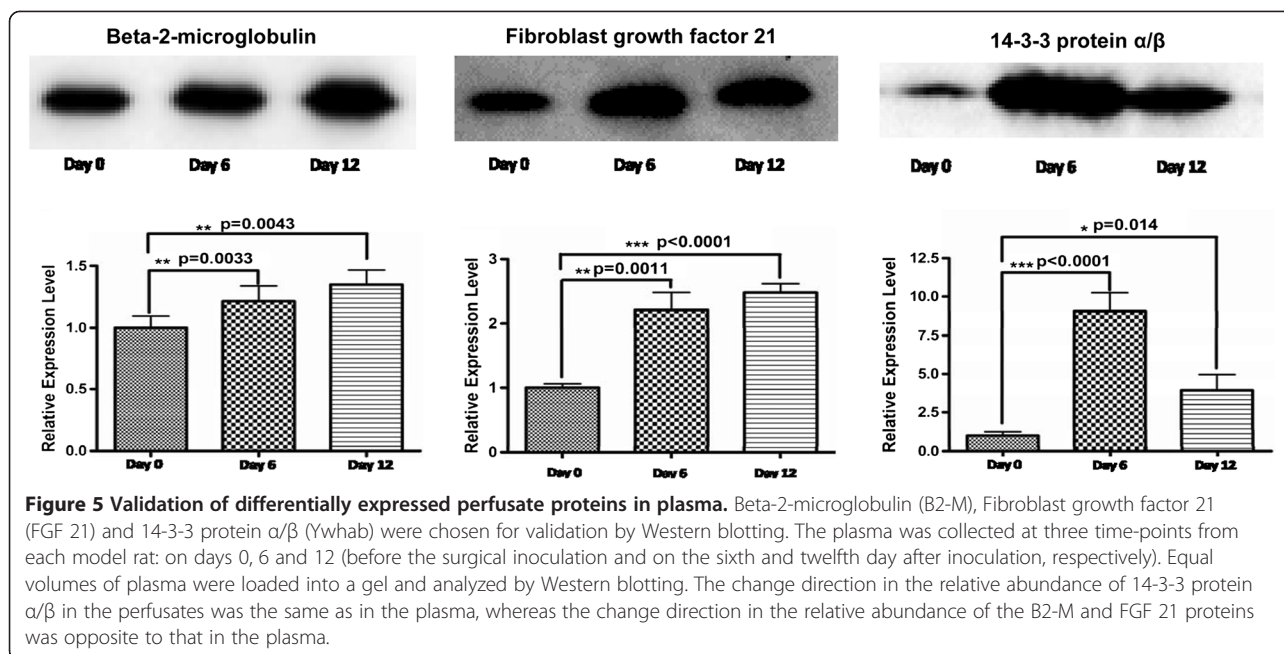 Beta-2-microglobulin
Fibroblast growth factor 21
14-3-3 protein α/β
Day 0
Day 6
Day 12
Day 0
Day 6
Day 12
Day 0
Day 6
Day 12
Relative Expression Level
1.5
1.0
0.5
0.0
** p=0.0043
** p=0.0033
Day 0
Day 6
Day 12
Relative Expression Level
3
2
1
0
*** p<0.0001
** p=0.0011
Day 0
Day 6
Day 12
Relative Expression Level
12.5
10.0
7.5
5.0
2.5
0.0
* p=0.014
*** p<0.0001
Day 0
Day 6
Day 12
Figure 5 Validation of differentially expressed perfusate proteins in plasma. Beta-2-microglobulin (B2-M), Fibroblast growth factor 21
(FGF 21) and 14-3-3 protein α/β (Ywhab) were chosen for validation by Western blotting. The plasma was collected at three time-points from
each model rat: on days 0, 6 and 12 (before the surgical inoculation and on the sixth and twelfth day after inoculation, respectively). Equal
volumes of plasma were loaded into a gel and analyzed by Western blotting. The change direction in the relative abundance of 14-3-3 protein
α/β in the perfusates was the same as in the plasma, whereas the change direction in the relative abundance of the B2-M and FGF 21 proteins
was opposite to that in the plasma.